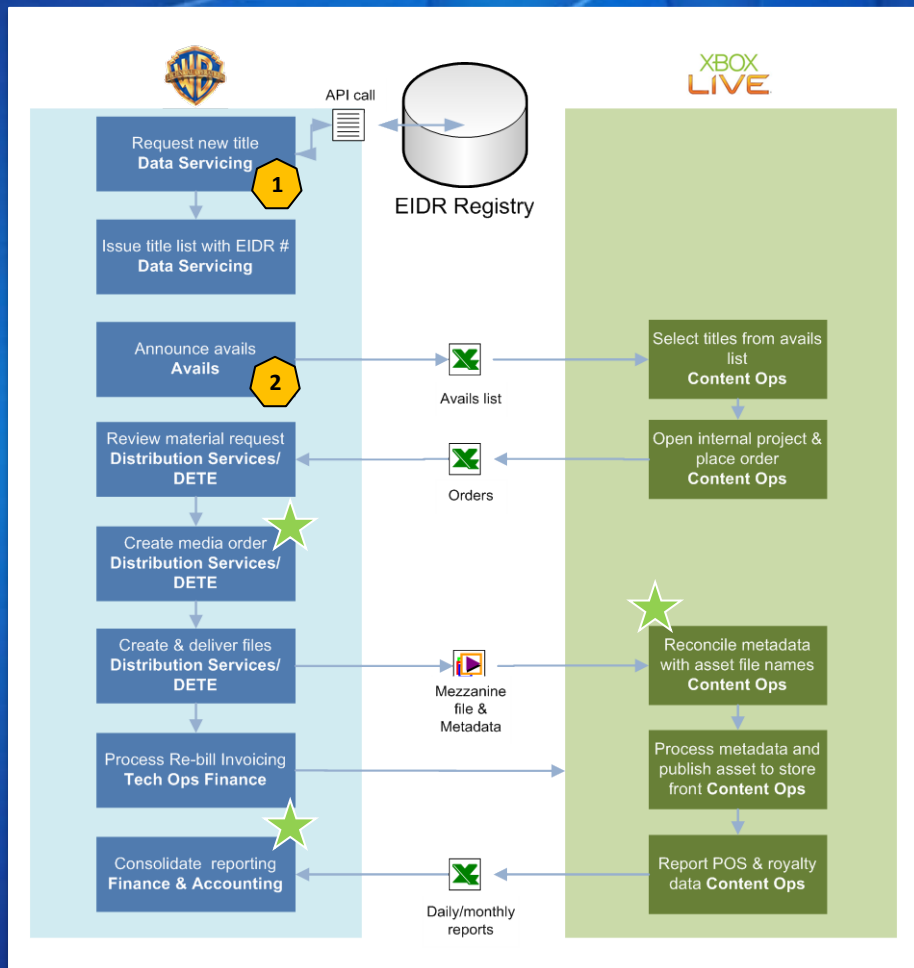 WB
XBOX
LIVE
API call
EIDR Registry
Request new title
Data Servicing
1
Issue title list with EIDR #
Data Servicing
Announce avails
Avails
2
Avails list
Select titles from avails
list
Content Ops
Review material request
Distribution Services/
DETE
Orders
Open internal project &
place order
Content Ops
Create media order
Distribution Services/
DETE
Create & deliver files
Distribution Services/
DETE
Mezzanine
file &
Metadata
Reconcile metadata
with asset file names
Content Ops
Process Re-bill Invoicing
Tech Ops Finance
Process metadata and
publish asset to store
front Content Ops
Consolidate reporting
Finance & Accounting
Daily/monthly
reports
Report POS & royalty
data Content Ops